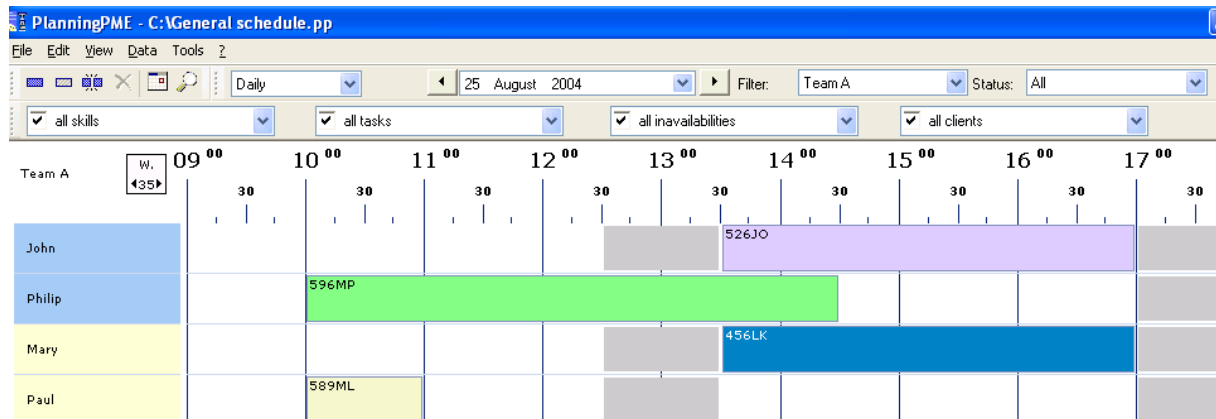 PlanningPME - C:\General schedule.pp
File Edit View Data Tools ?
Daily 25 August 2004 Filter: Team A Status: All
all skills all tasks all inavailabilities all clients
Team A W. 35 09 00 10 00 11 00 12 00 13 00 14 00 15 00 16 00 17 00
30 30 30 30 30 30 30 30 30
John 526JO
Philip 596MP
Mary 456LK
Paul 589ML